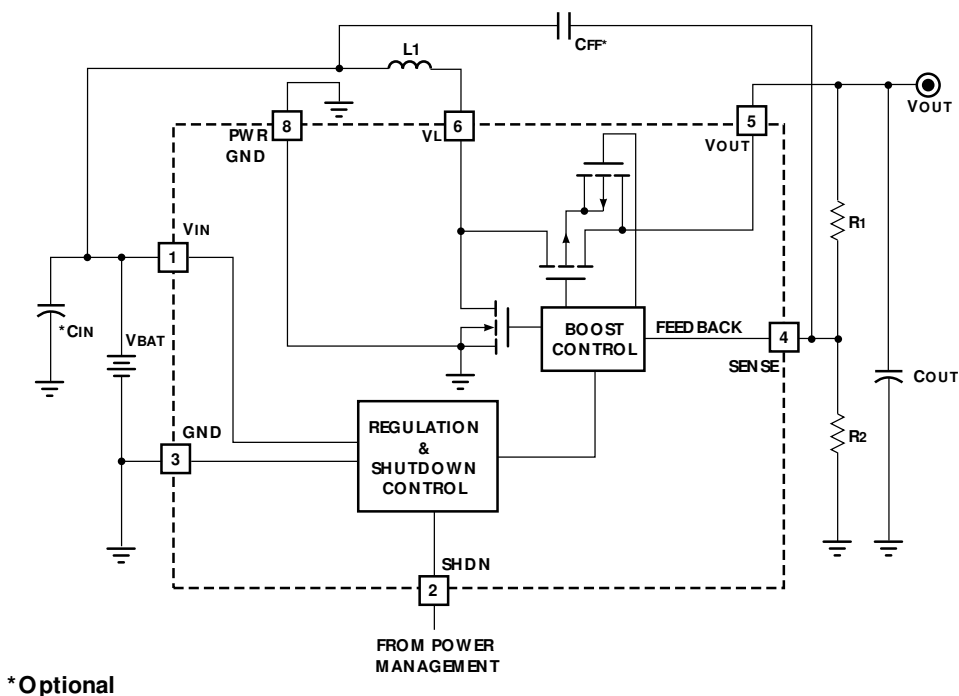 CFF*
L1
VOUT
8
6
5
PWR
GND
VL
VOUT
VIN
1
*CIN
VBAT
R1
BOOST
CONTROL
FEEDBACK
4
SENSE
COUT
GND
3
REGULATION
&
SHUTDOWN
CONTROL
R2
SHDN
2
FROM POWER
MANAGEMENT
*Optional